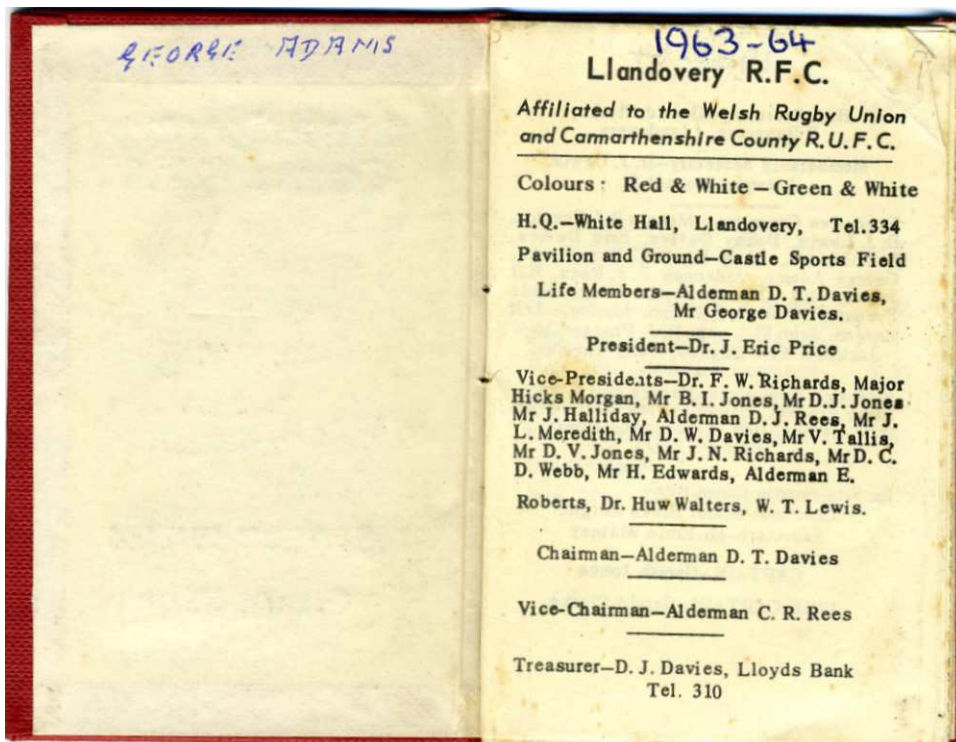 GEORGE ADAMS
1963-64
Llandovery R.F.C.
Affiliated to the Welsh Rugby Union
and Carmarthenshire County R.U.F.C.
Colours: Red & White—Green & White
H.Q.—White Hall, Llandovery, Tel.334
Pavilion and Ground—Castle Sports Field
Life Members—Alderman D. T. Davies,
Mr George Davies.
President—Dr. J. Eric Price
Vice-Presidents—Dr. F. W. Richards, Major
Hicks Morgan, Mr B. I. Jones, Mr D.J. Jones
Mr J. Halliday, Alderman D. J. Rees, Mr J.
L. Meredith, Mr D. W. Davies, Mr V. Tallis,
Mr D. V. Jones, Mr J. N. Richards, Mr D. C.
D. Webb, Mr H. Edwards, Alderman E.
Roberts, Dr. Huw Walters, W. T. Lewis.
Chairman—Alderman D. T. Davies
Vice-Chairman—Alderman C. R. Rees
Treasurer—D. J. Davies, Lloyds Bank
Tel. 310